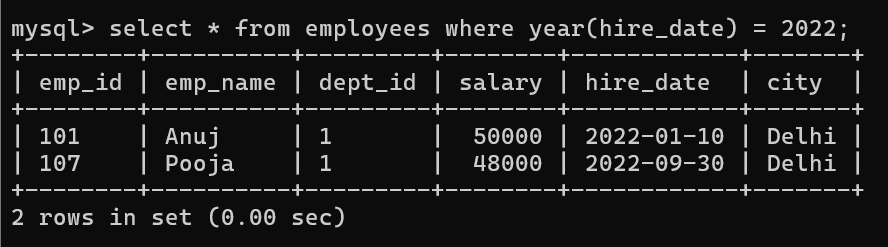 mysql> select * from employees where year(hire_date) = 2022;
+--------+----------+---------+--------+------------+-------+
| emp_id | emp_name | dept_id | salary | hire_date  | city  |
+--------+----------+---------+--------+------------+-------+
| 101    | Anuj     | 1       |  50000 | 2022-01-10 | Delhi |
| 107    | Pooja    | 1       |  48000 | 2022-09-30 | Delhi |
+--------+----------+---------+--------+------------+-------+
2 rows in set (0.00 sec)